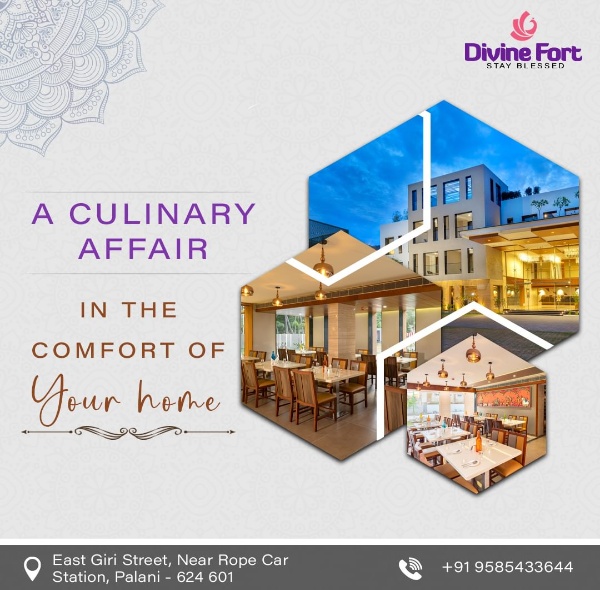 Divine Fort
STAY BLESSED
A CULINARY
AFFAIR
IN THE
COMFORT OF
Your home
East Giri Street, Near Rope Car
Station, Palani - 624 601
+91 9585433644